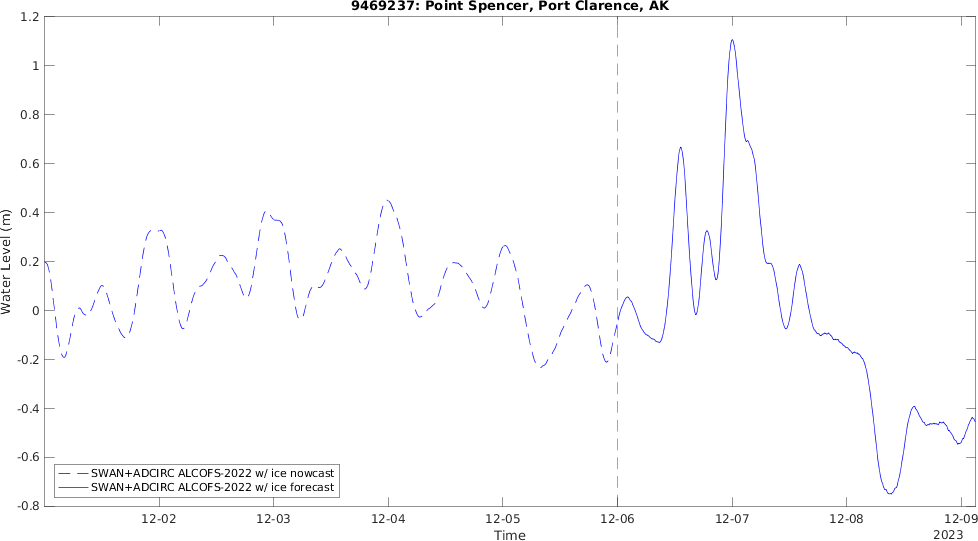 9469237: Point Spencer, Port Clarence, AK
1.2
1
0.8
0.6
0.4
0.2
0
-0.2
-0.4
-0.6
-0.8
Water Level (m)
SWAN+ADCIRC ALCOFS-2022 w/ ice nowcast
SWAN+ADCIRC ALCOFS-2022 w/ ice forecast
12-02 12-03 12-04 12-05 12-06 12-07 12-08 12-09
Time
2023